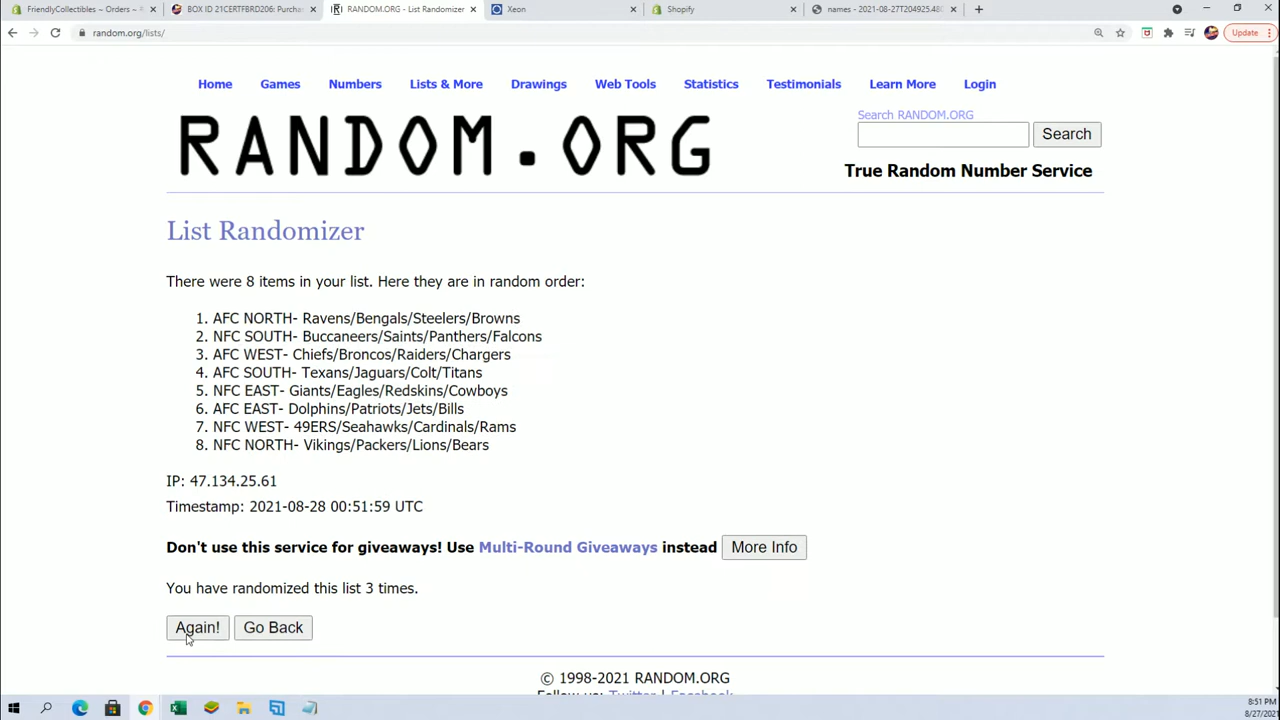 FriendlyCollectibles ~ Orders ~
BOX ID 21CERTFBRD206: Purcha
RANDOM.ORG - List Randomizer
Xeon
Shopify
names - 2021-08-27T204925.48
random.org/lists/
Update
Home Games Numbers Lists & More Drawings Web Tools Statistics Testimonials Learn More Login
RANDOM.ORG
Search RANDOM.ORG
Search
True Random Number Service
List Randomizer
There were 8 items in your list. Here they are in random order:
1. AFC NORTH- Ravens/Bengals/Steelers/Browns
2. NFC SOUTH- Buccaneers/Saints/Panthers/Falcons
3. AFC WEST- Chiefs/Broncos/Raiders/Chargers
4. AFC SOUTH- Texans/Jaguars/Colt/Titans
5. NFC EAST- Giants/Eagles/Redskins/Cowboys
6. AFC EAST- Dolphins/Patriots/Jets/Bills
7. NFC WEST- 49ERS/Seahawks/Cardinals/Rams
8. NFC NORTH- Vikings/Packers/Lions/Bears
IP: 47.134.25.61
Timestamp: 2021-08-28 00:51:59 UTC
Don't use this service for giveaways! Use Multi-Round Giveaways instead More Info
You have randomized this list 3 times.
Again! Go Back
© 1998-2021 RANDOM.ORG
Follow us: Twitter | Facebook
8:51 PM
8/27/2021